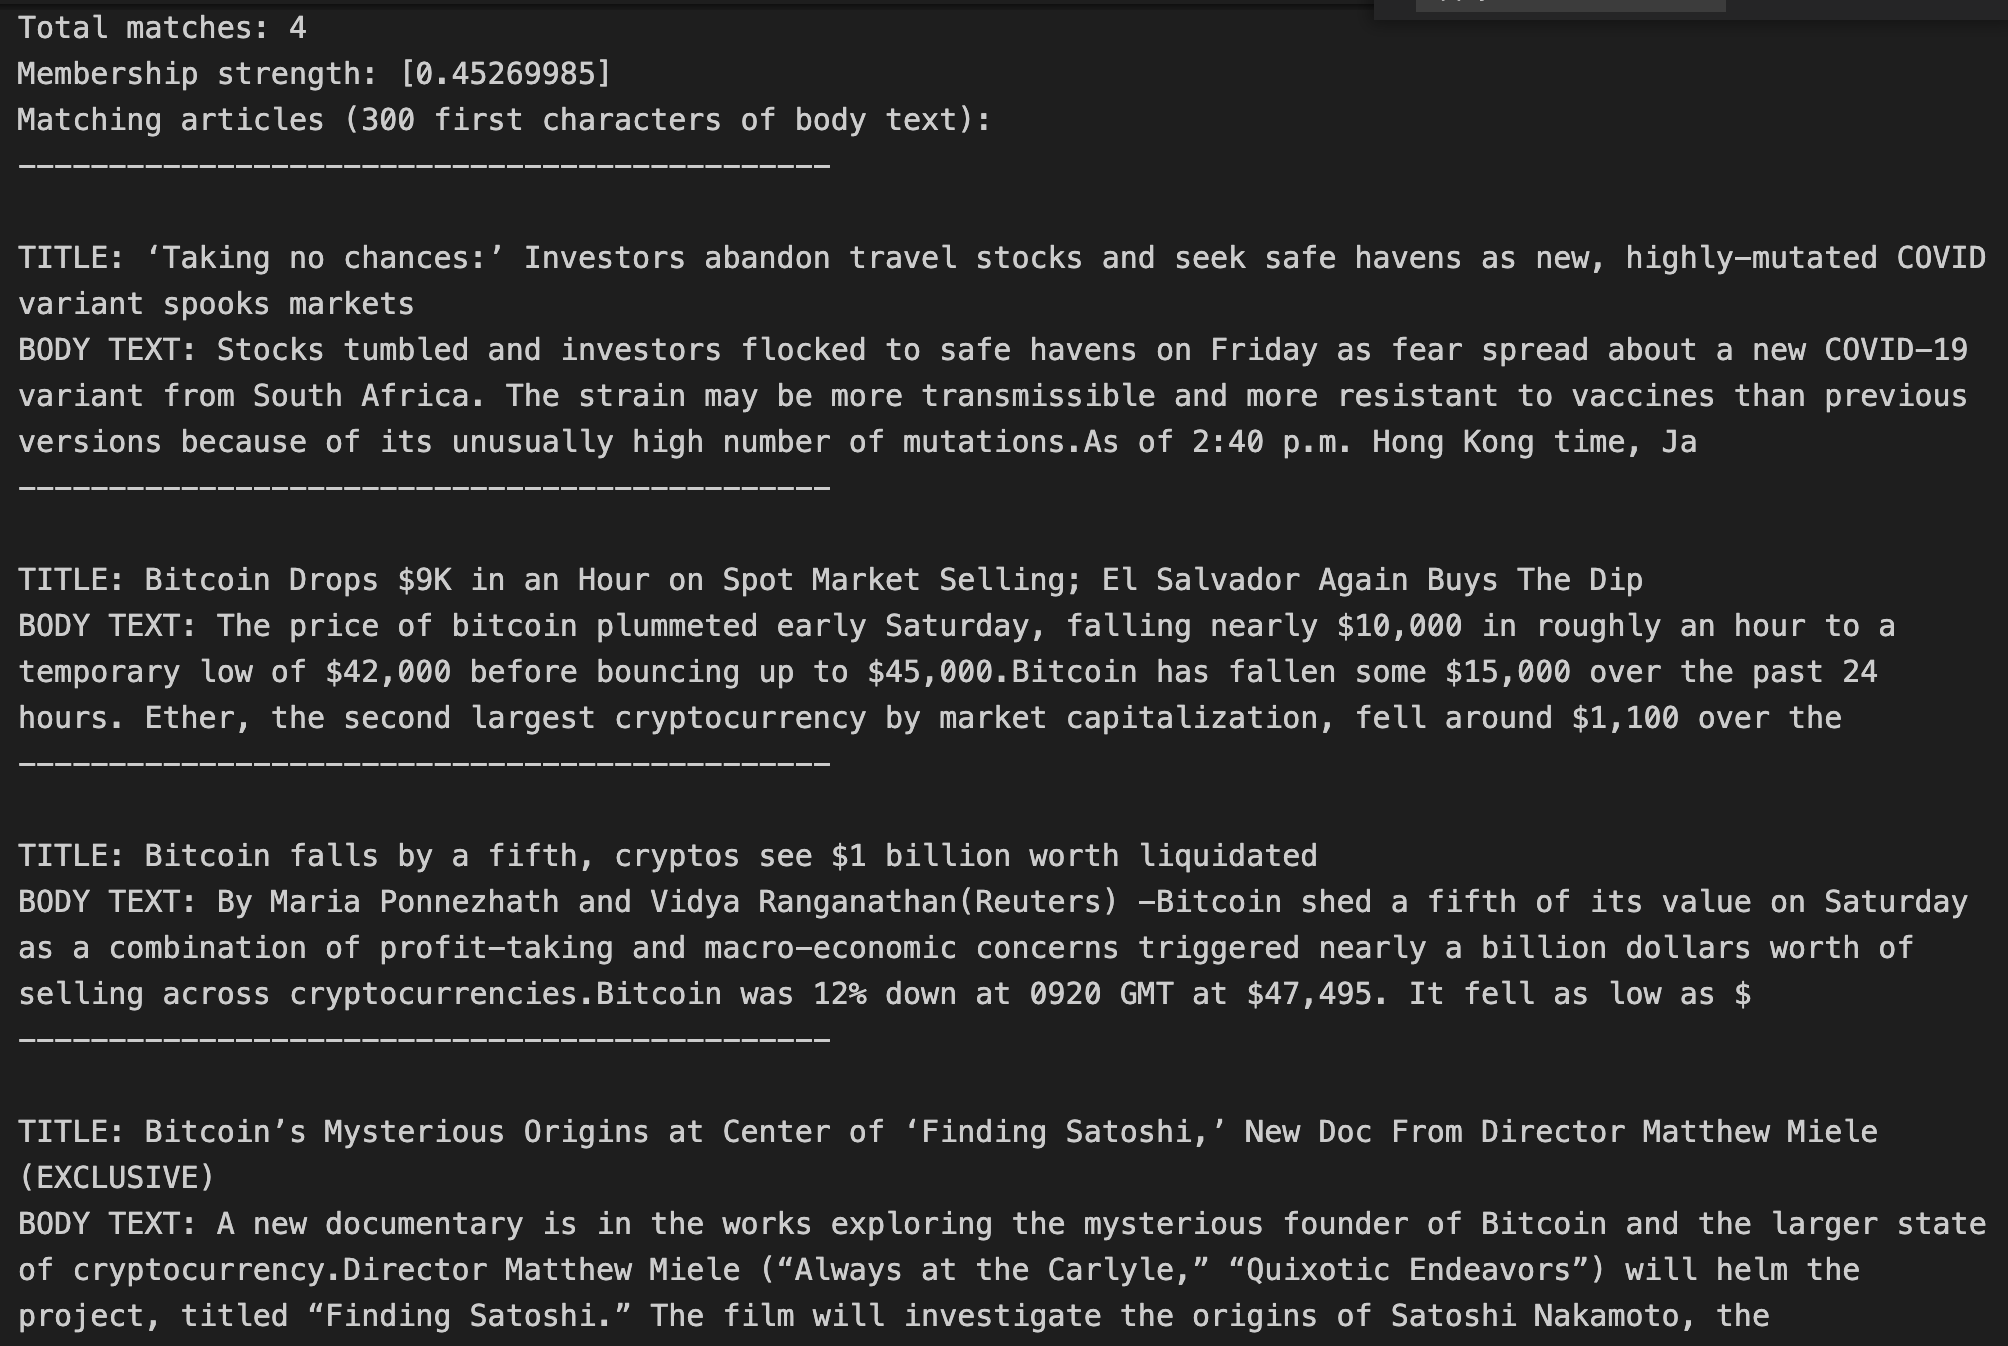 Total matches: 4
Membership strength: [0.45269985]
Matching articles (300 first characters of body text):
---------------------------------------------
TITLE: ‘Taking no chances:’ Investors abandon travel stocks and seek safe havens as new, highly-mutated COVID
variant spooks markets
BODY TEXT: Stocks tumbled and investors flocked to safe havens on Friday as fear spread about a new COVID-19
variant from South Africa. The strain may be more transmissible and more resistant to vaccines than previous
versions because of its unusually high number of mutations.As of 2:40 p.m. Hong Kong time, Ja
---------------------------------------------
TITLE: Bitcoin Drops $9K in an Hour on Spot Market Selling; El Salvador Again Buys The Dip
BODY TEXT: The price of bitcoin plummeted early Saturday, falling nearly $10,000 in roughly an hour to a
temporary low of $42,000 before bouncing up to $45,000.Bitcoin has fallen some $15,000 over the past 24
hours. Ether, the second largest cryptocurrency by market capitalization, fell around $1,100 over the
---------------------------------------------
TITLE: Bitcoin falls by a fifth, cryptos see $1 billion worth liquidated
BODY TEXT: By Maria Ponnezhath and Vidya Ranganathan(Reuters) -Bitcoin shed a fifth of its value on Saturday
as a combination of profit-taking and macro-economic concerns triggered nearly a billion dollars worth of
selling across cryptocurrencies.Bitcoin was 12% down at 0920 GMT at $47,495. It fell as low as $
---------------------------------------------
TITLE: Bitcoin’s Mysterious Origins at Center of ‘Finding Satoshi,’ New Doc From Director Matthew Miele
(EXCLUSIVE)
BODY TEXT: A new documentary is in the works exploring the mysterious founder of Bitcoin and the larger state
of cryptocurrency.Director Matthew Miele (“Always at the Carlyle,” “Quixotic Endeavors”) will helm the
project, titled “Finding Satoshi.” The film will investigate the origins of Satoshi Nakamoto, the